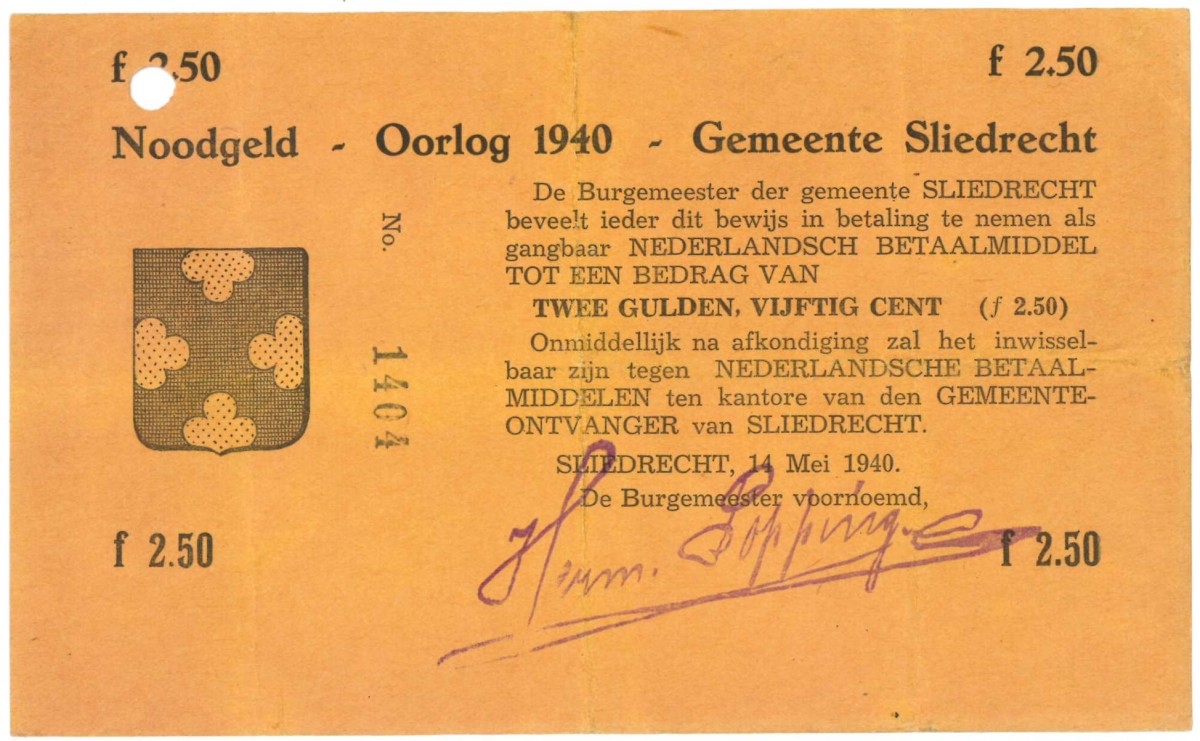 f 2.50
f 2.50
Noodgeld - Oorlog 1940 - Gemeente Sliedrecht
De Burgemeester der gemeente SLIEDRECHT
beveelt ieder dit bewijs in betaling te nemen als
gangbaar NEDERLANDSCH BETAALMIDDEL
TOT EEN BEDRAG VAN
TWEE GULDEN, VIJFTIG CENT (f 2.50)
Onmiddellijk na afkondiging zal het inwissel-
baar zijn tegen NEDERLANDSCHE BETAAL-
MIDDELEN ten kantore van den GEMEENTE-
ONTVANGER van SLIEDRECHT.
SLIEDRECHT, 14 Mei 1940.
De Burgemeester voornoemd,
No. 1404
Herm. Popping.
f 2.50
f 2.50